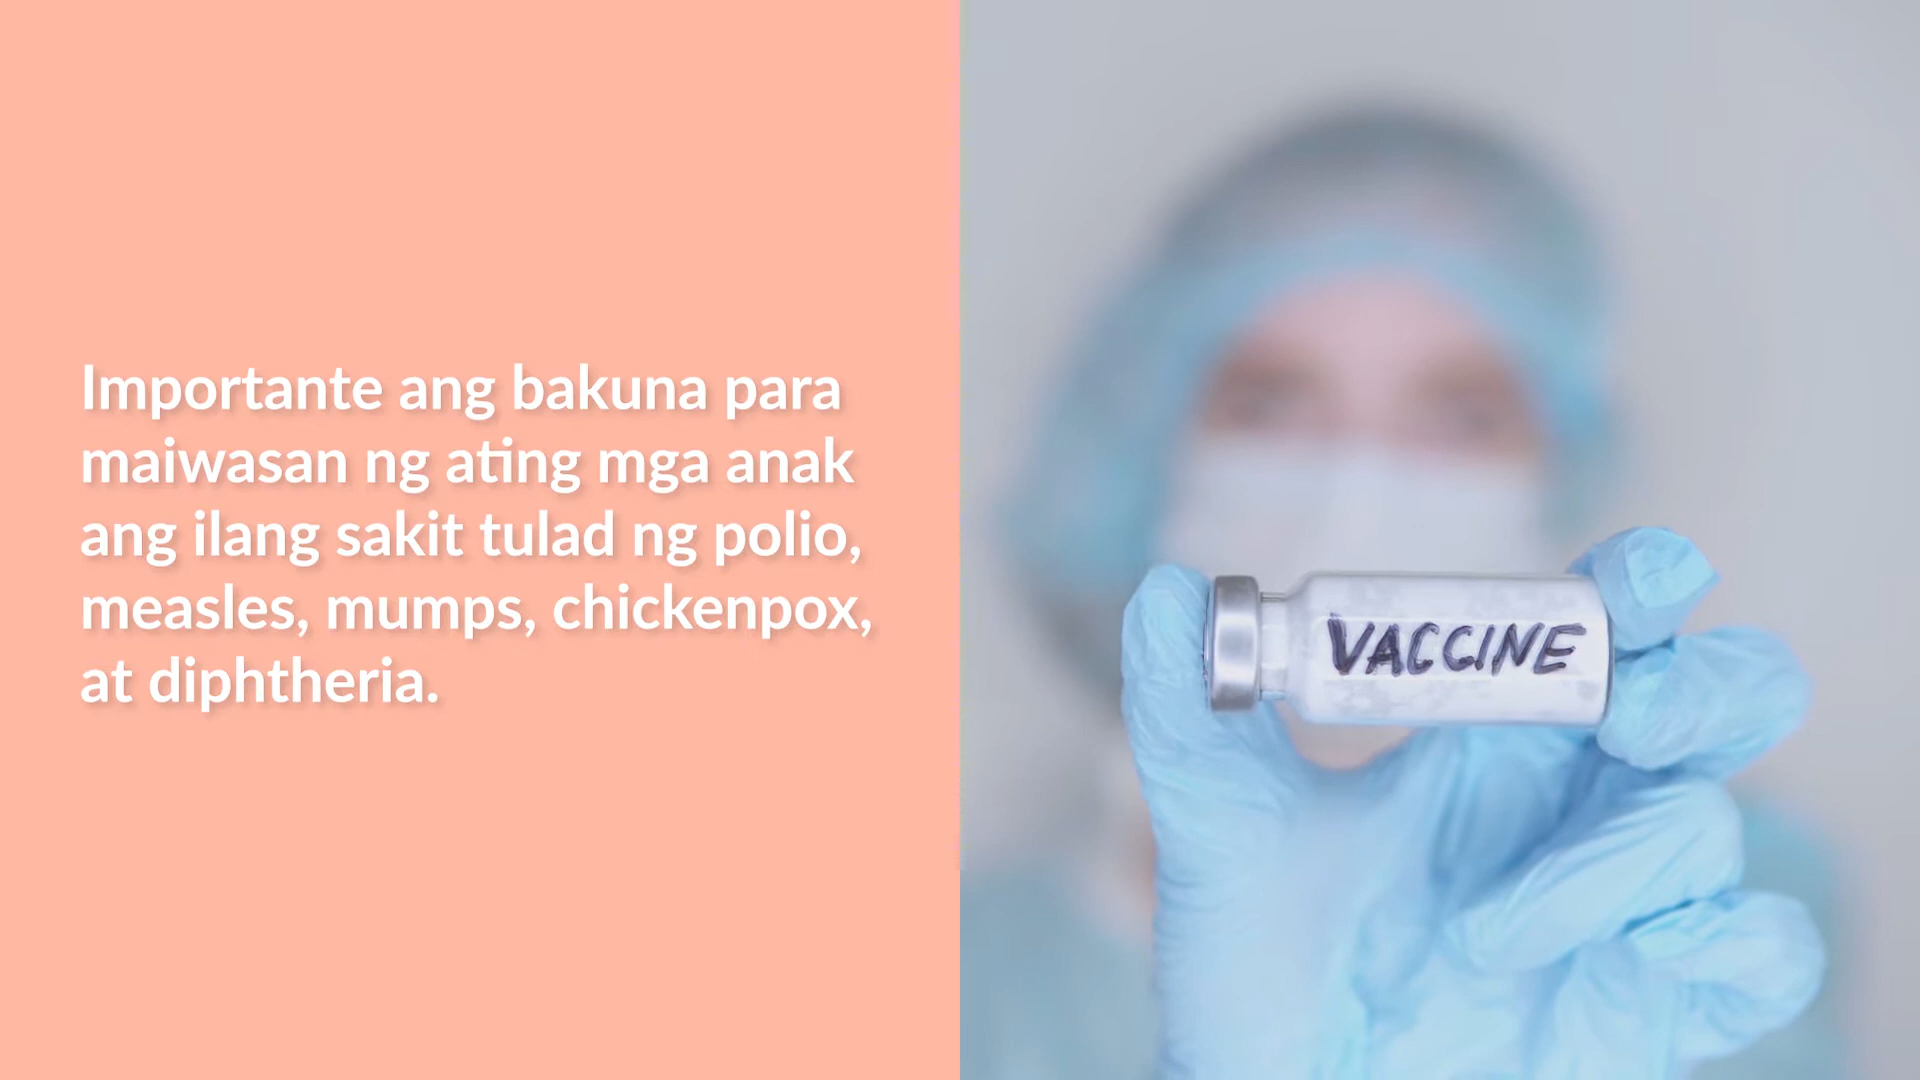 Importante ang bakuna para
maiwasan ng ating mga anak
ang ilang sakit tulad ng polio,
measles, mumps, chickenpox,
at diphtheria.
VACCINE